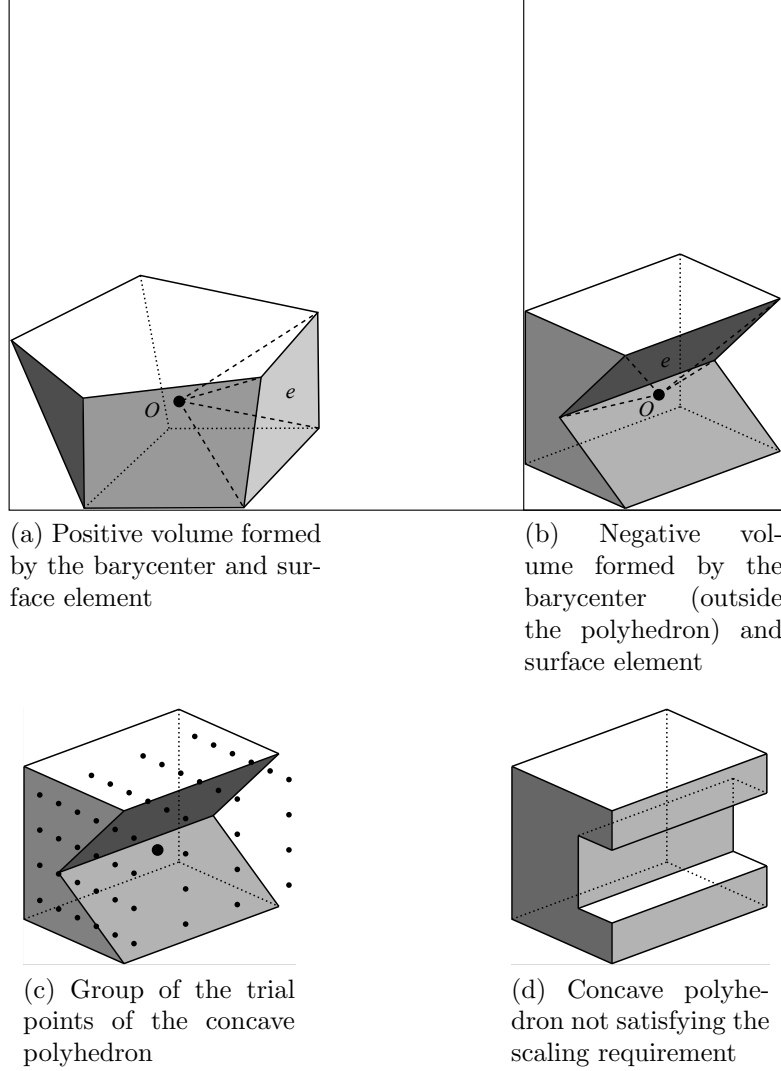 O
e
e
O
(a) Positive volume formed
by the barycenter and sur-
face element
(b) Negative vol-
ume formed by the
barycenter (outside
the polyhedron) and
surface element
(c) Group of the trial
points of the concave
polyhedron
(d) Concave polyhe-
dron not satisfying the
scaling requirement